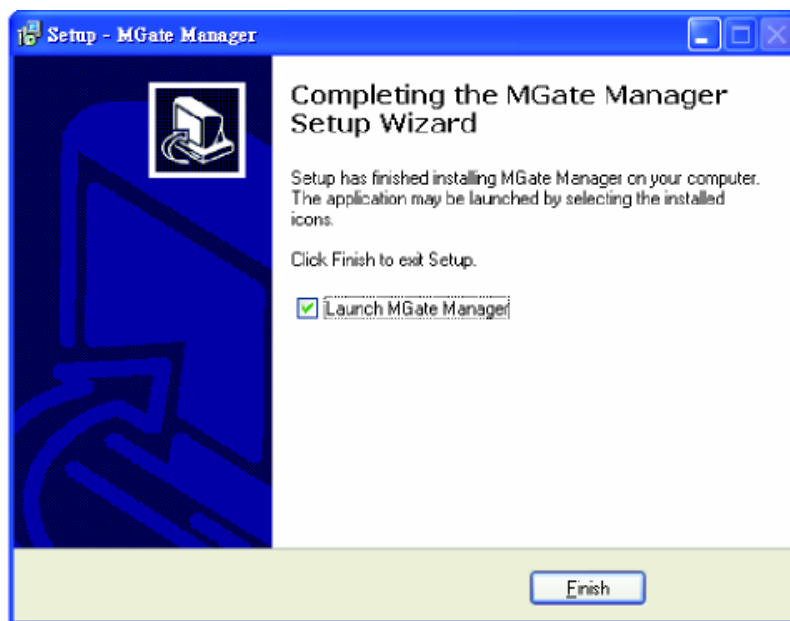 Setup - MGate Manager
Completing the MGate Manager
Setup Wizard
Setup has finished installing MGate Manager on your computer.
The application may be launched by selecting the installed
icons.
Click Finish to exit Setup.
Launch MGate Manager
Finish